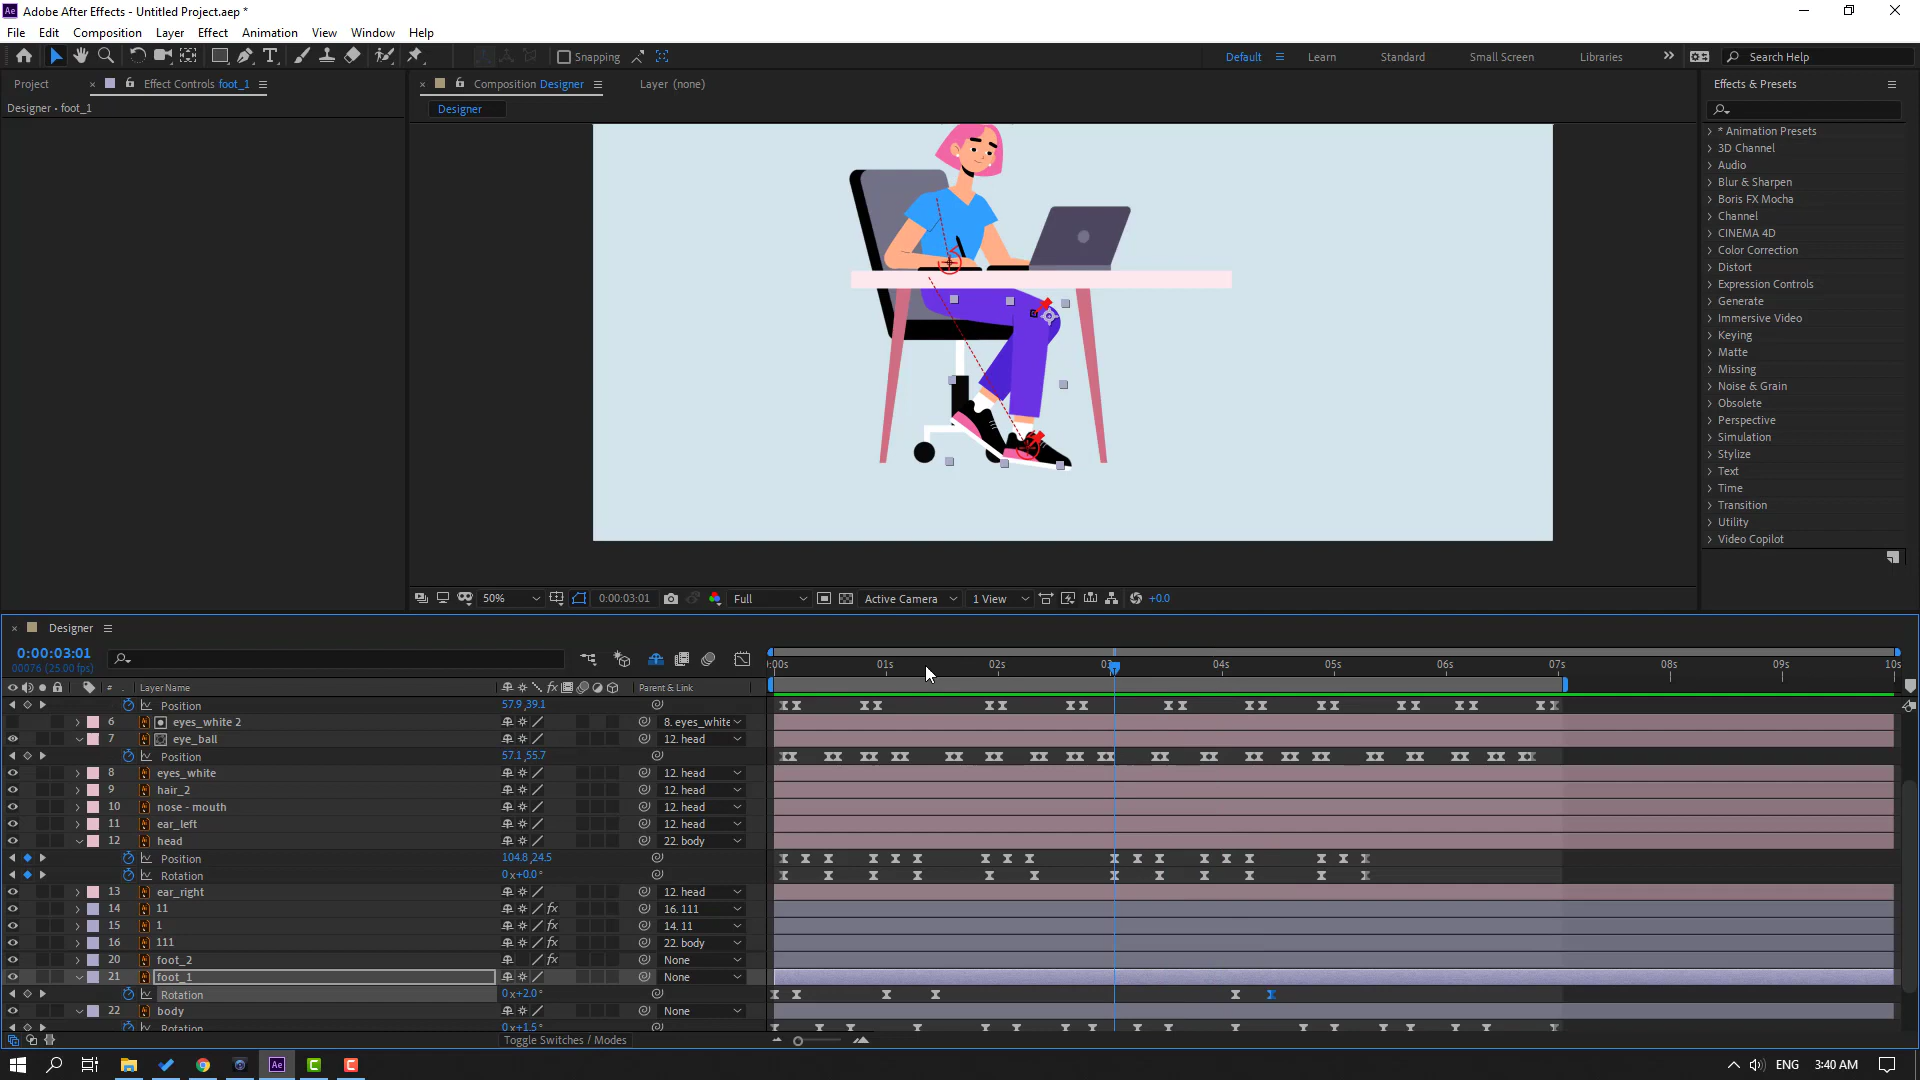 Adobe After Effects - Untitled Project.aep *
File Edit Composition Layer Effect Animation View Window Help
Snapping
Default Learn Standard Small Screen Libraries Search Help
Project Effect Controls foot_1
Designer • foot_1
Composition Designer Layer (none)
Designer
Effects & Presets
* Animation Presets
3D Channel
Audio
Blur & Sharpen
Boris FX Mocha
Channel
CINEMA 4D
Color Correction
Distort
Expression Controls
Generate
Immersive Video
Keying
Matte
Missing
Noise & Grain
Obsolete
Perspective
Simulation
Stylize
Text
Time
Transition
Utility
Video Copilot
50% 0:00:03:01 Full Active Camera 1 View +0.0
Designer
0:00:03:01
00076 (25.00 fps)
:00s 01s 02s 04s 05s 06s 07s 08s 09s 10s
# Layer Name Parent & Link
Position 57.9,39.1
6 eyes_white 2 8. eyes_white
7 eye_ball 12. head
Position 57.1,55.7
8 eyes_white 12. head
9 hair_2 12. head
10 nose - mouth 12. head
11 ear_left 12. head
12 head 22. body
Position 104.8,24.5
Rotation 0x+0.0°
13 ear_right 12. head
14 11 16. 111
15 1 14. 11
16 111 22. body
20 foot_2 None
21 foot_1 None
Rotation 0x+2.0°
22 body None
Rotation 0x+1.5°
Toggle Switches / Modes
ENG 3:40 AM